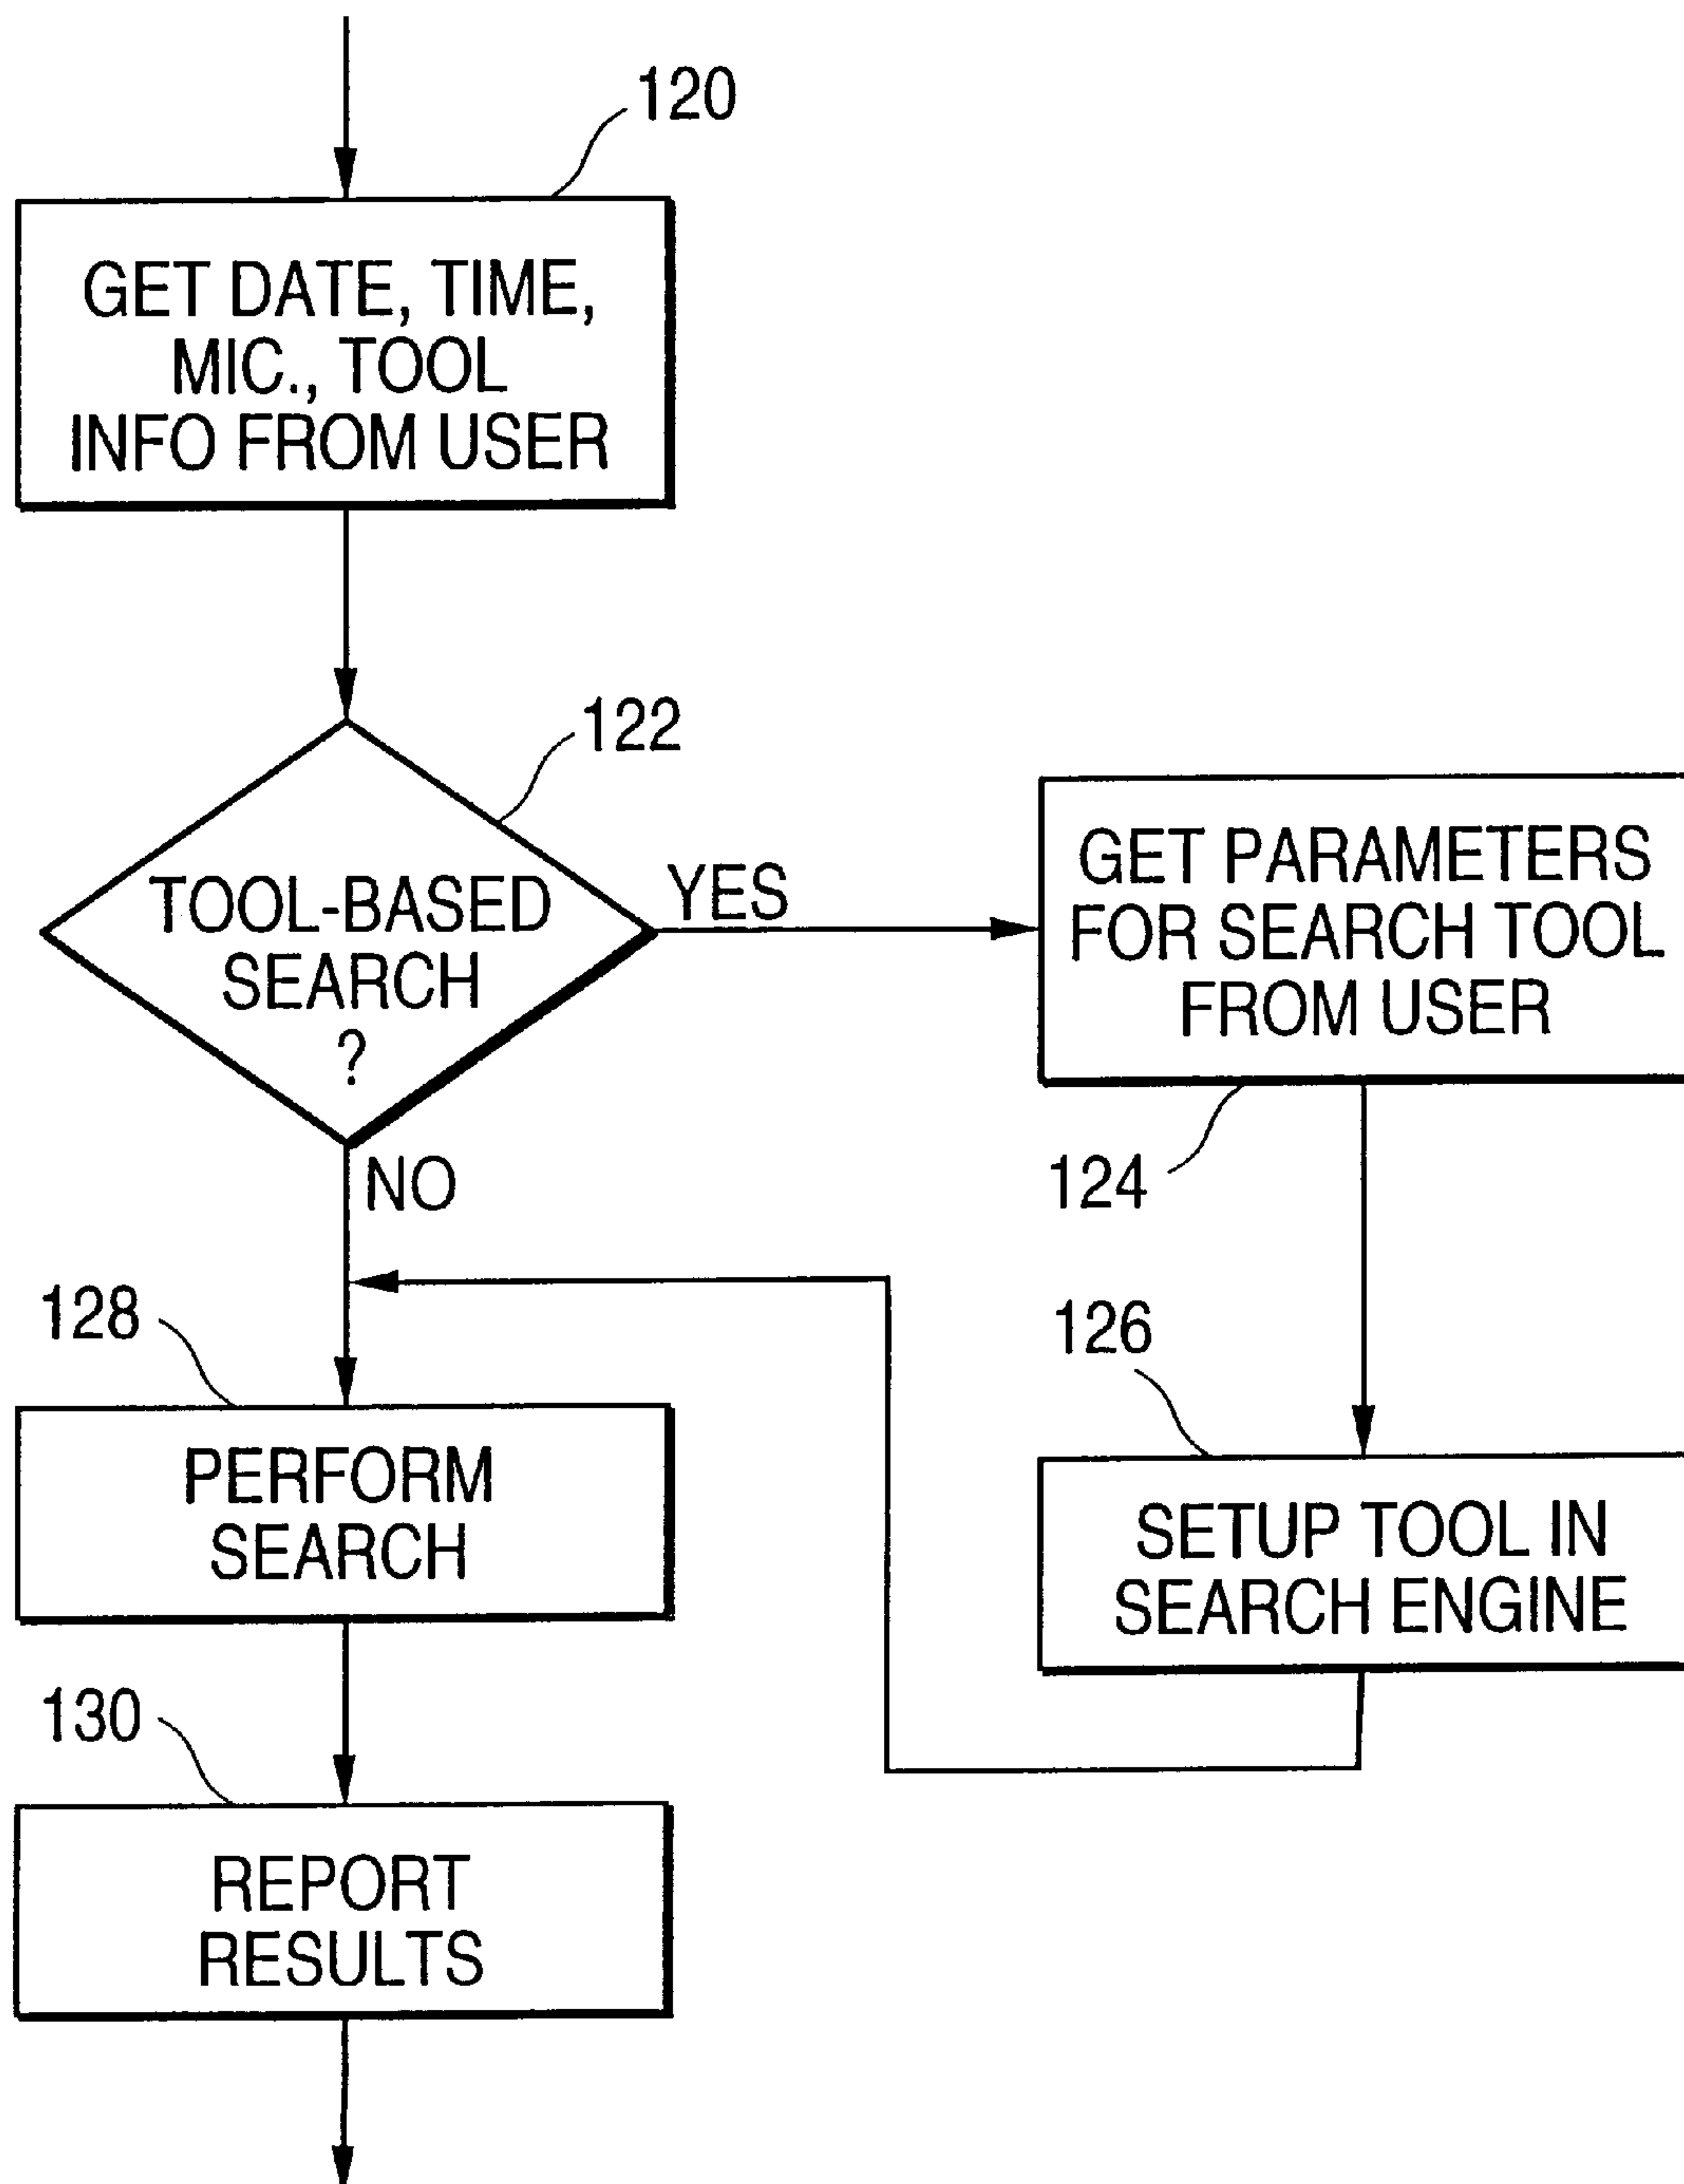 120
GET DATE, TIME,
MIC., TOOL
INFO FROM USER
122
TOOL-BASED
SEARCH
?
YES
GET PARAMETERS
FOR SEARCH TOOL
FROM USER
124
NO
126
SETUP TOOL IN
SEARCH ENGINE
128
PERFORM
SEARCH
130
REPORT
RESULTS